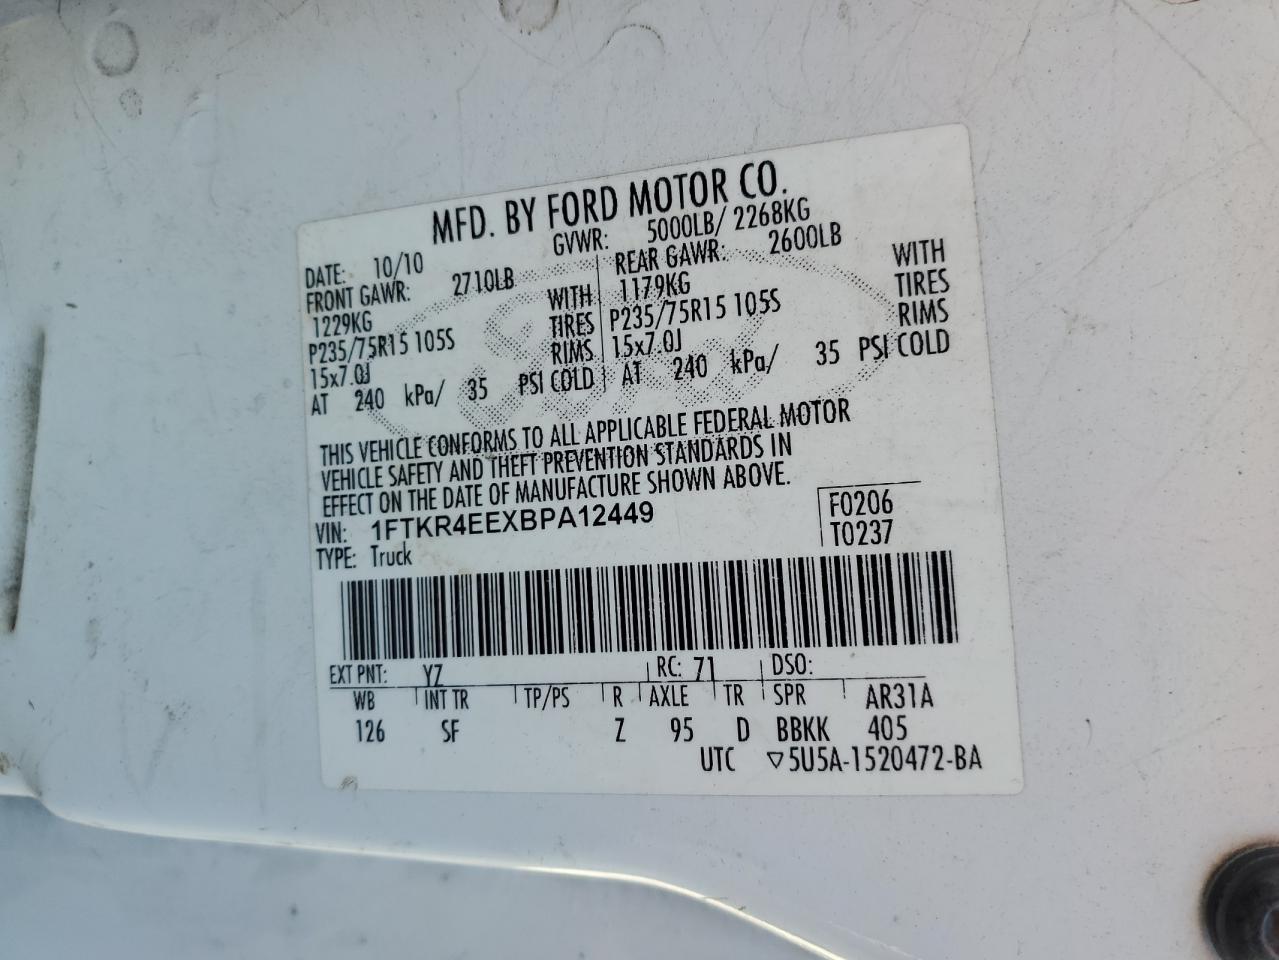 MFD. BY FORD MOTOR CO.
DATE: 10/10 GVWR: 5000LB/ 2268KG
FRONT GAWR: 2710LB REAR GAWR: 2600LB
1229KG WITH 1179KG WITH
P235/75R15 105S TIRES P235/75R15 105S TIRES
15x7.0J RIMS 15x7.0J RIMS
AT 240 kPa/ 35 PSI COLD AT 240 kPa/ 35 PSI COLD
THIS VEHICLE CONFORMS TO ALL APPLICABLE FEDERAL MOTOR
VEHICLE SAFETY AND THEFT PREVENTION STANDARDS IN
EFFECT ON THE DATE OF MANUFACTURE SHOWN ABOVE.
VIN: 1FTKR4EEXBPA12449 F0206
TYPE: Truck T0237
EXT PNT: YZ RC: 71 DSO:
WB INT TR TP/PS R AXLE TR SPR AR31A
126 SF Z 95 D BBKK 405
UTC ▽5U5A-1520472-BA